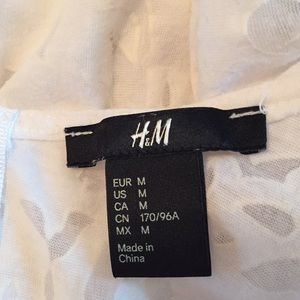 H&M
EUR M
US M
CA M
CN 170/96A
MX M
Made in
China